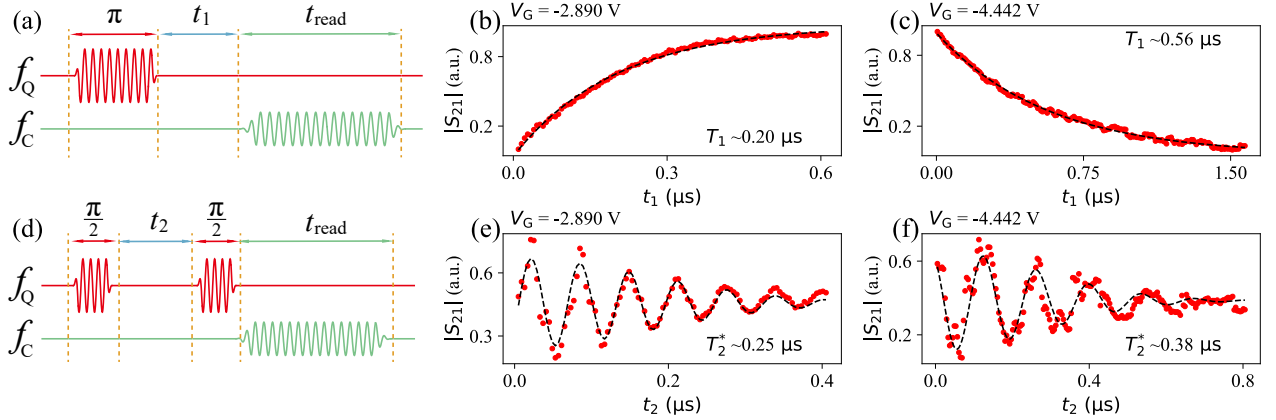 (a)
π
t1
tread
fQ
fC
(b)
VG = -2.890 V
|S21| (a.u.)
0.8
0.2
T1 ~0.20 μs
0.0
0.3
0.6
t1 (μs)
(c)
VG = -4.442 V
|S21| (a.u.)
0.8
0.2
T1 ~0.56 μs
0.00
0.75
1.50
t1 (μs)
(d)
π/2
t2
π/2
tread
fQ
fC
(e)
VG = -2.890 V
|S21| (a.u.)
0.6
0.3
T2* ~0.25 μs
0.0
0.2
0.4
t2 (μs)
(f)
VG = -4.442 V
|S21| (a.u.)
0.6
0.2
T2* ~0.38 μs
0.0
0.2
0.4
0.6
0.8
t2 (μs)